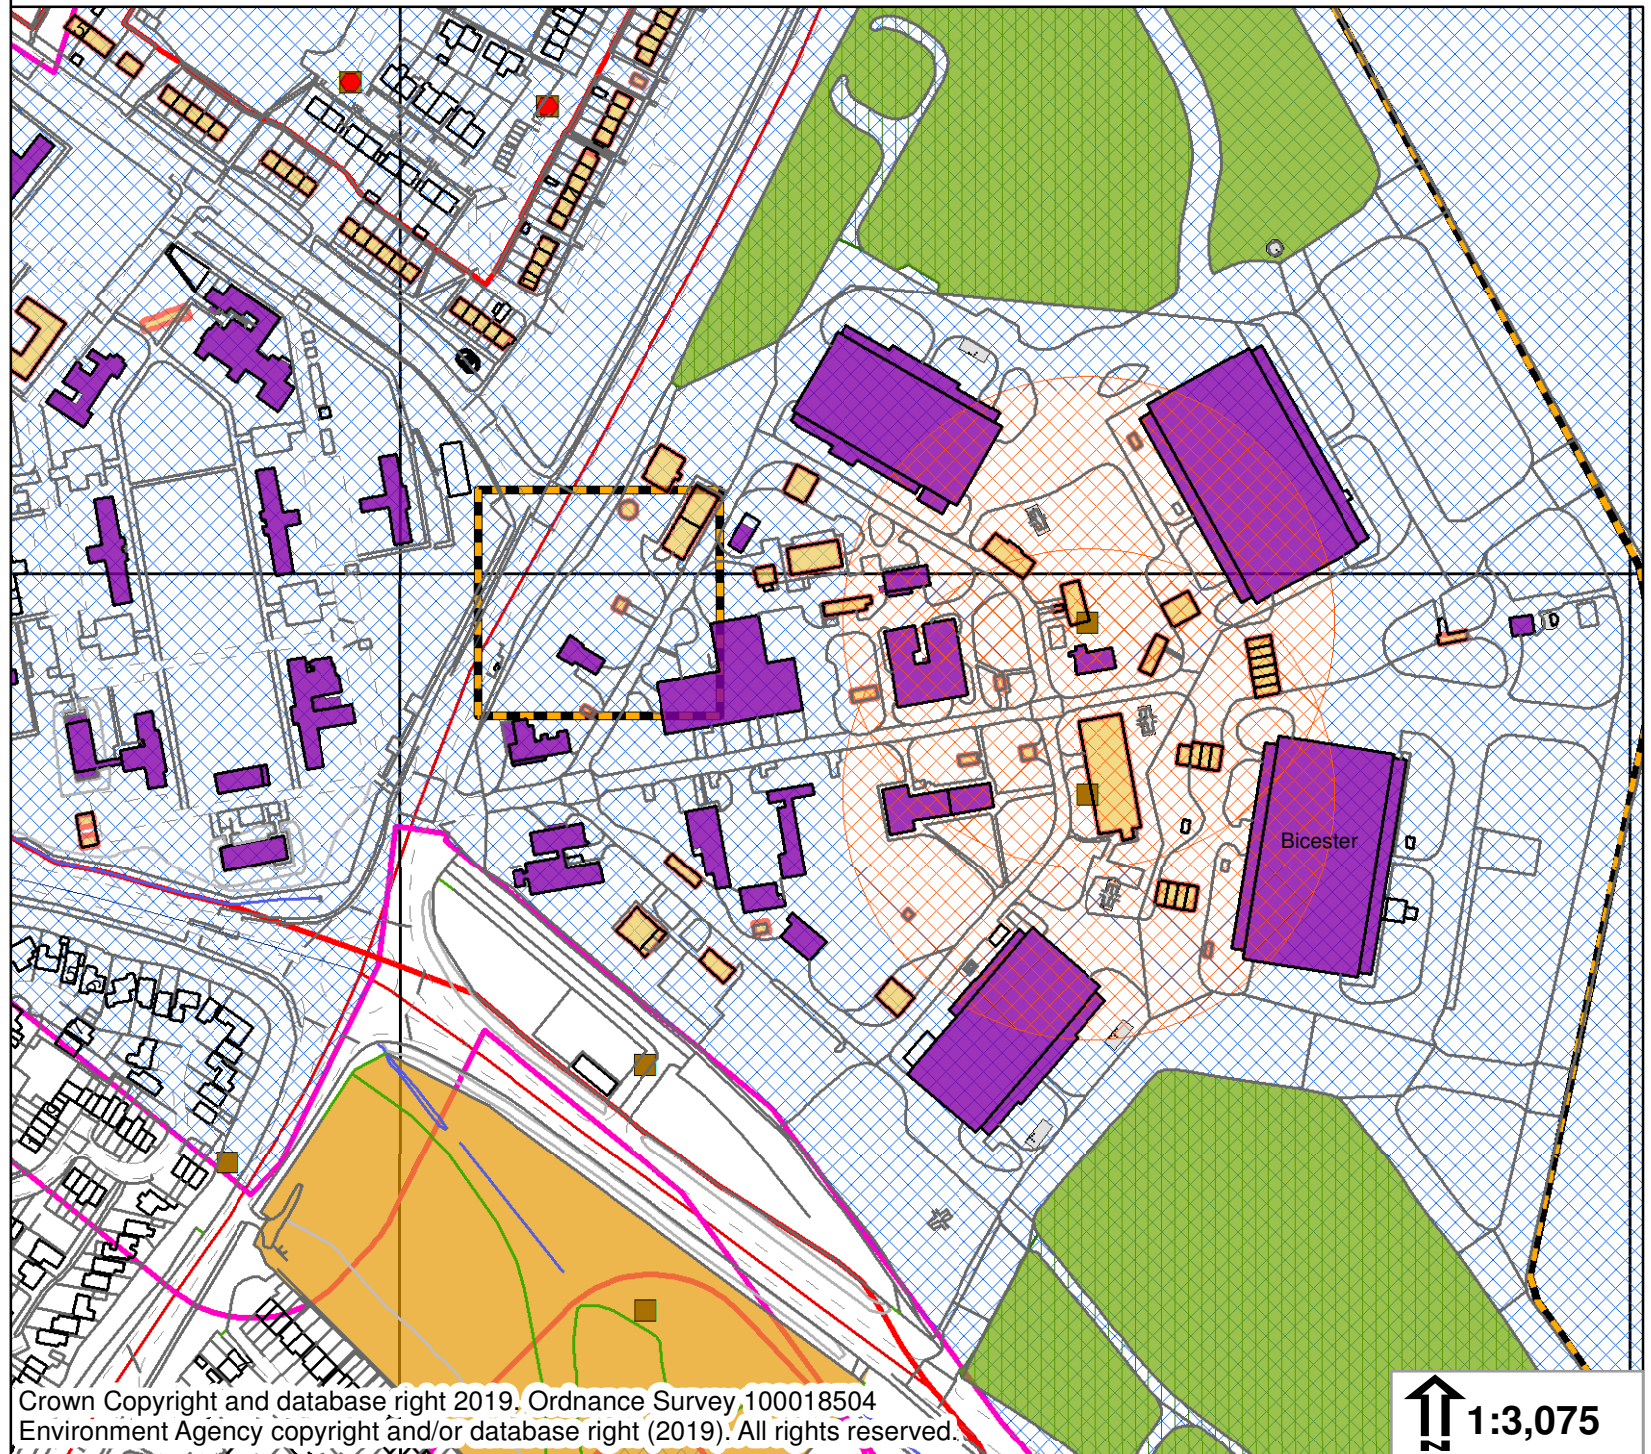 Bicester
Crown Copyright and database right 2019. Ordnance Survey 100018504
Environment Agency copyright and/or database right (2019). All rights reserved.
1:3,075
N